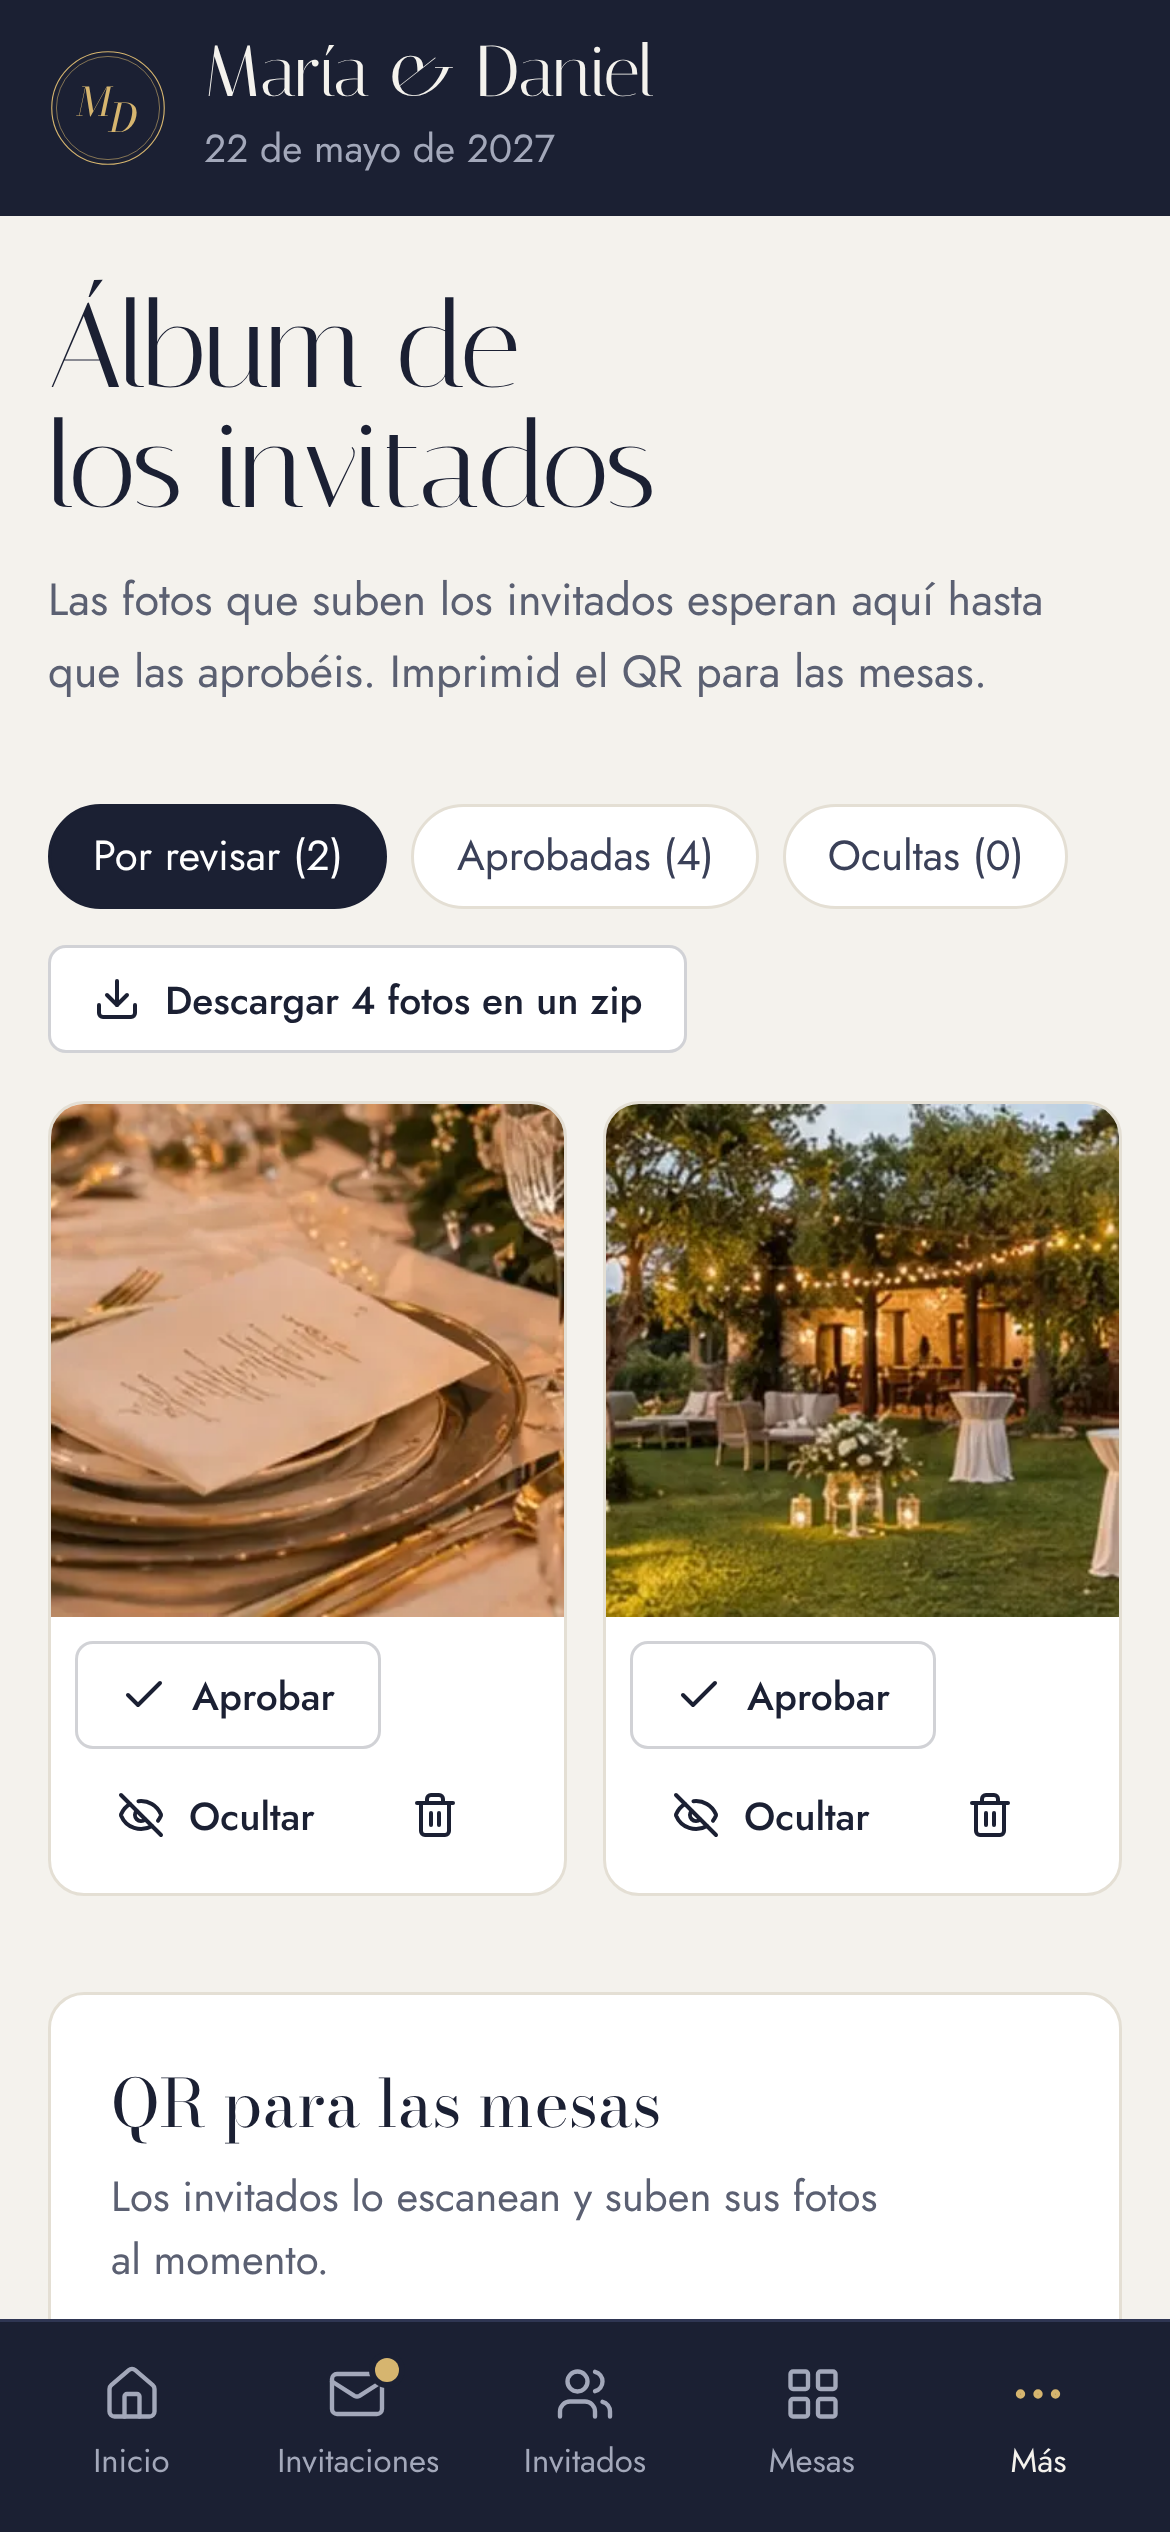 MD
María & Daniel
22 de mayo de 2027
Álbum de
los invitados
Las fotos que suben los invitados esperan aquí hasta
que las aprobéis. Imprimid el QR para las mesas.
Por revisar (2)
Aprobadas (4)
Ocultas (0)
Descargar 4 fotos en un zip
Aprobar
Ocultar
Aprobar
Ocultar
QR para las mesas
Los invitados lo escanean y suben sus fotos
al momento.
Inicio
Invitaciones
Invitados
Mesas
Más